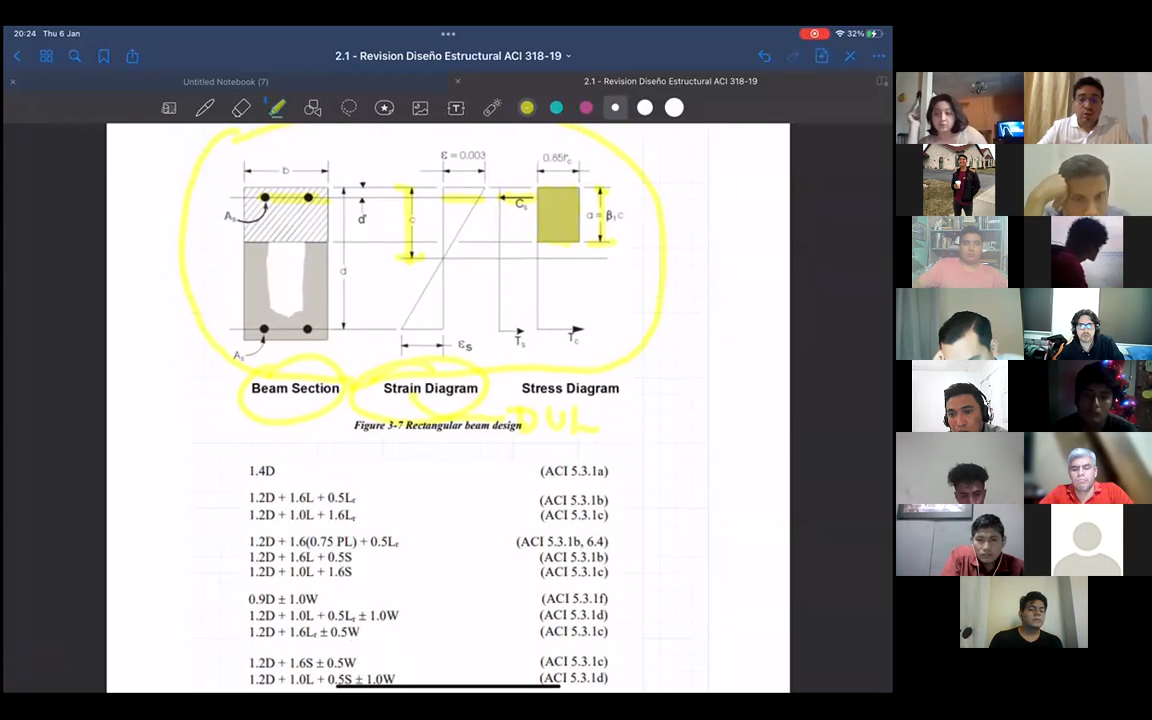 20:24 Thu 6 Jan
32%
2.1 - Revision Diseño Estructural ACI 318-19
Untitled Notebook (7)
2.1 - Revision Diseño Estructural ACI 318-19
b
ε = 0.003
0.85f'c
As
d'
c
Cs
a = β1 c
d
As
εs
Ts
Tc
Beam Section
Strain Diagram
Stress Diagram
DUL
Figure 3-7 Rectangular beam design
1.4D (ACI 5.3.1a)
1.2D + 1.6L + 0.5Lr (ACI 5.3.1b)
1.2D + 1.0L + 1.6Lr (ACI 5.3.1c)
1.2D + 1.6(0.75 PL) + 0.5Lr (ACI 5.3.1b, 6.4)
1.2D + 1.6L + 0.5S (ACI 5.3.1b)
1.2D + 1.0L + 1.6S (ACI 5.3.1c)
0.9D ± 1.0W (ACI 5.3.1f)
1.2D + 1.0L + 0.5Lr ± 1.0W (ACI 5.3.1d)
1.2D + 1.6Lr ± 0.5W (ACI 5.3.1c)
1.2D + 1.6S ± 0.5W (ACI 5.3.1c)
1.2D + 1.0L + 0.5S ± 1.0W (ACI 5.3.1d)